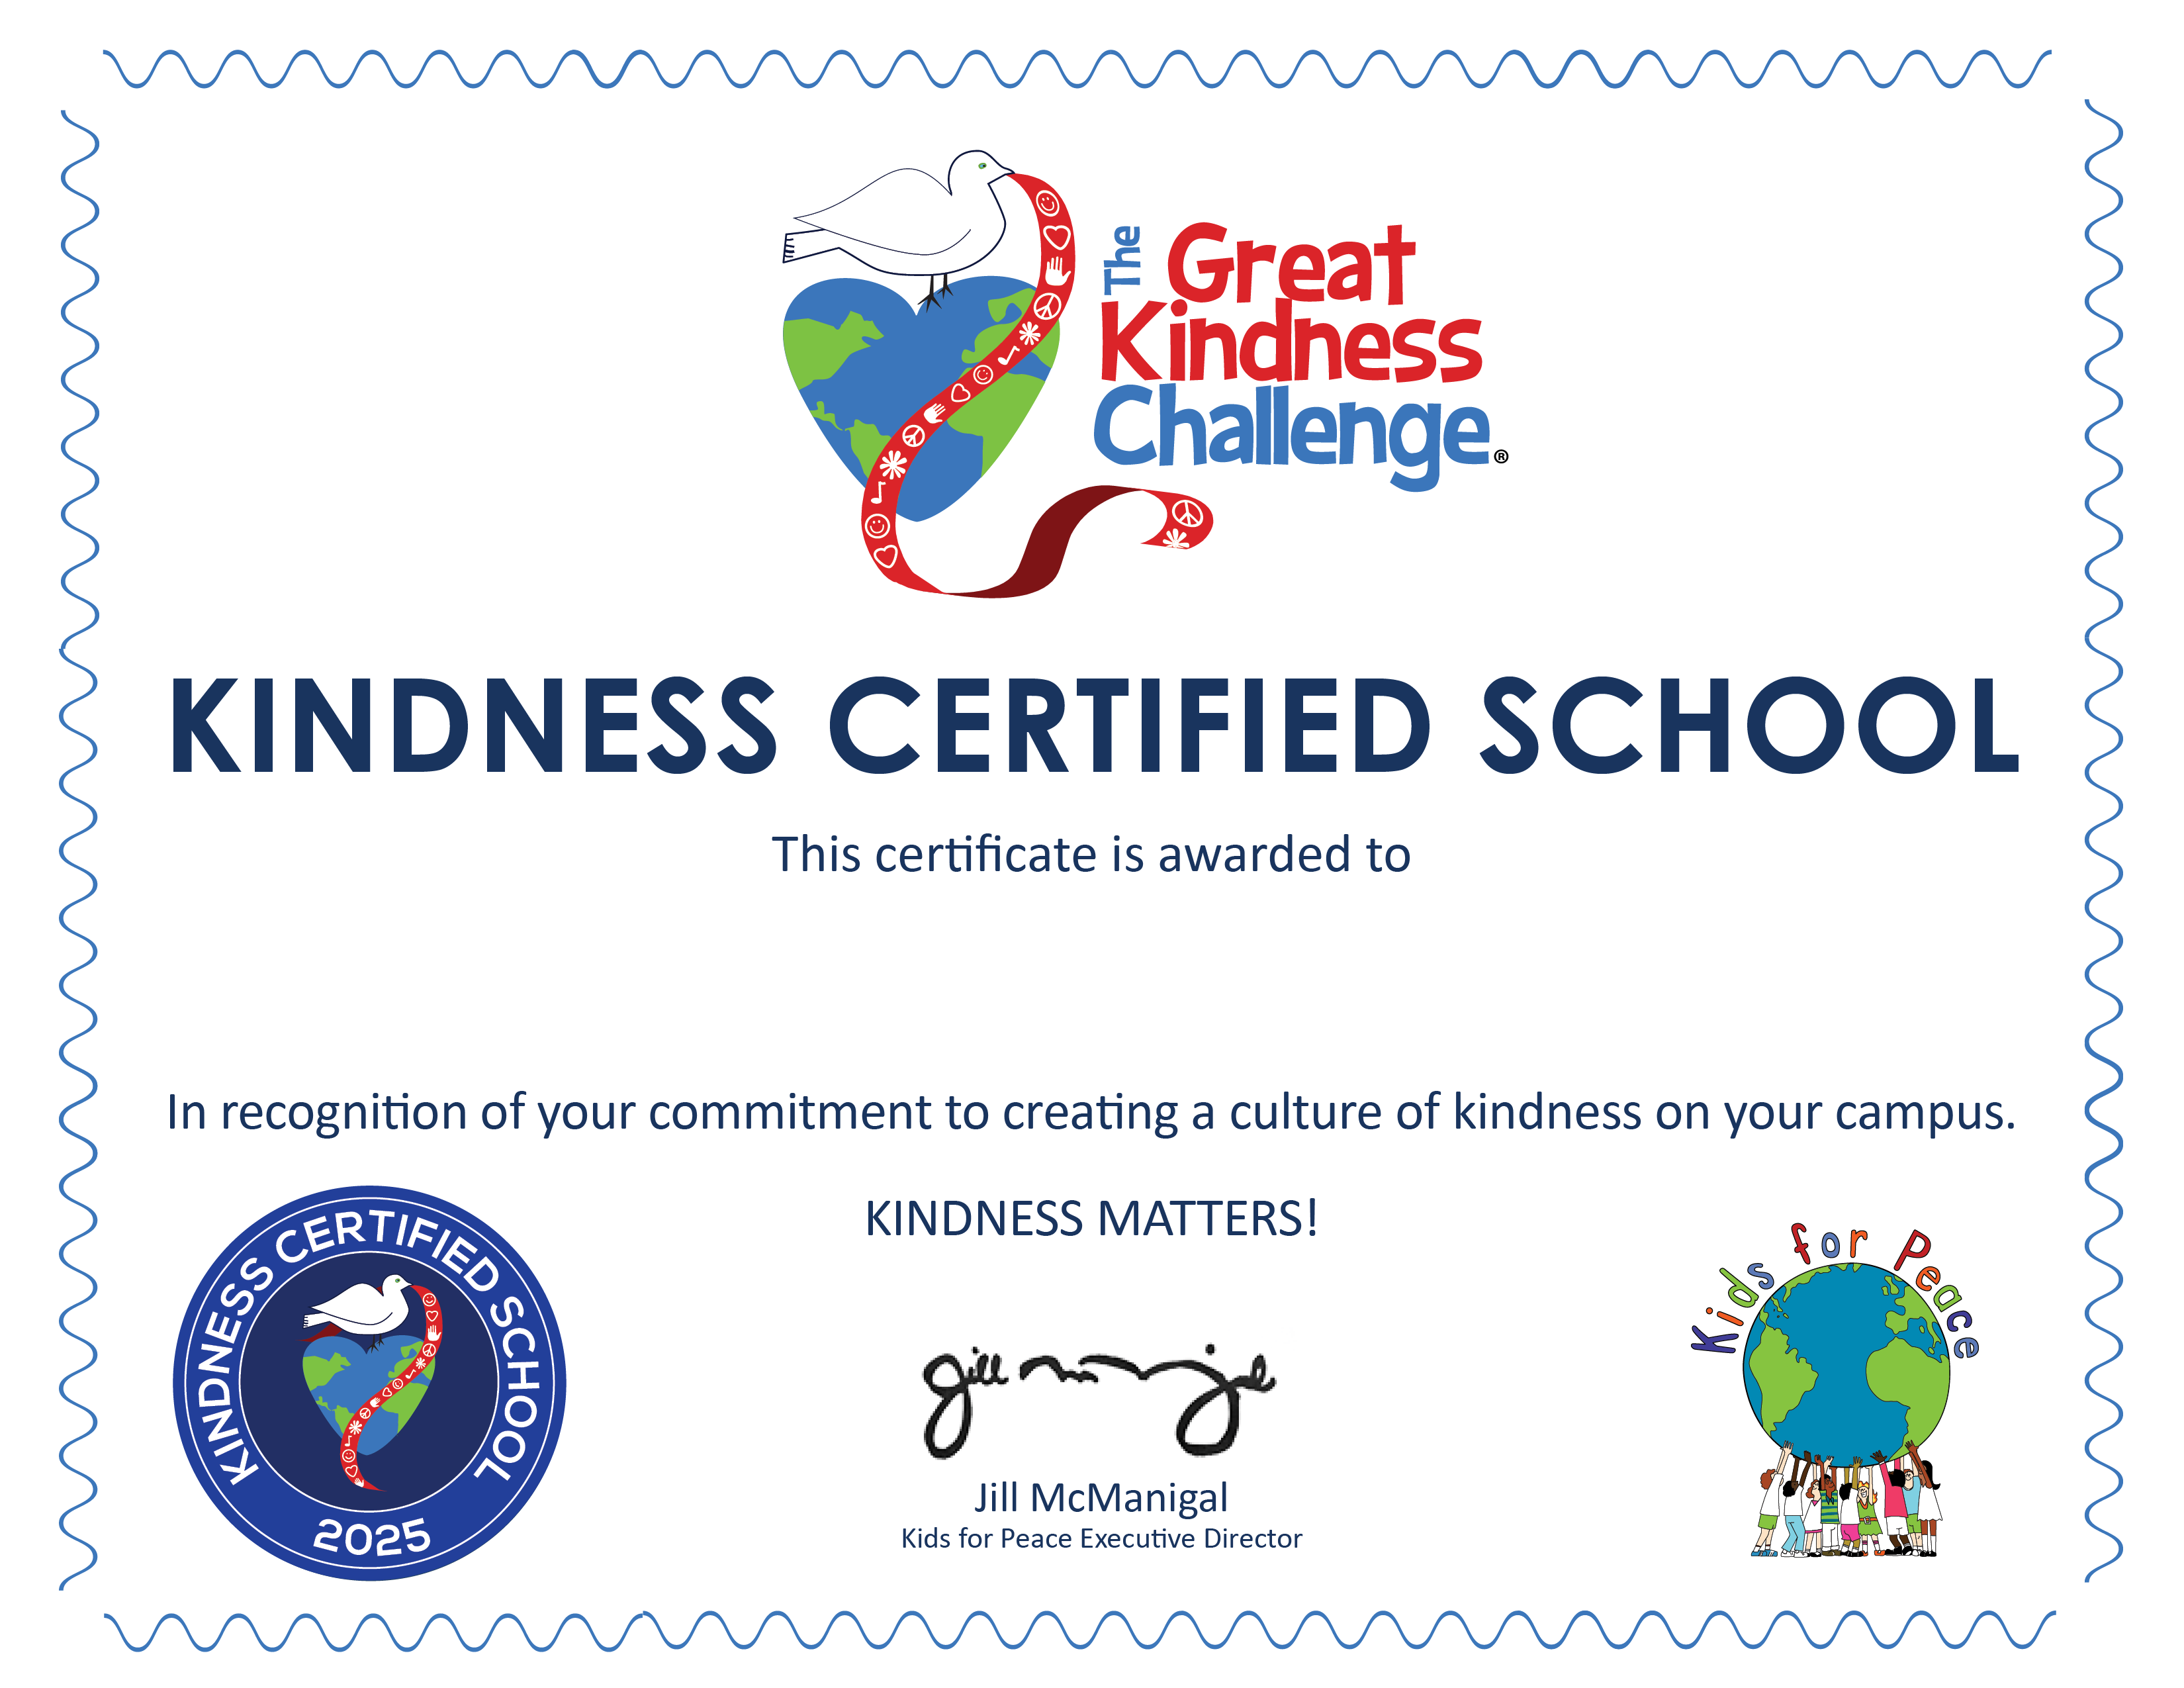 The Great
Kindness
Challenge®
KINDNESS CERTIFIED SCHOOL
This certificate is awarded to
In recognition of your commitment to creating a culture of kindness on your campus.
KINDNESS MATTERS!
KINDNESS CERTIFIED SCHOOL
2025
Jill McManigal
Kids for Peace Executive Director
Kids for Peace